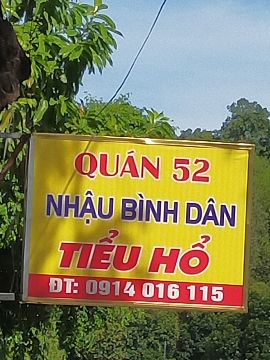 QUÁN 52
NHẬU BÌNH DÂN
TIỂU HỔ
ĐT: 0914 016 115